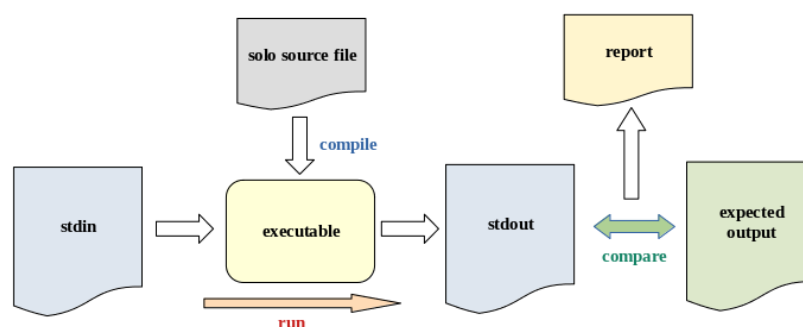 solo source file
report
compile
stdin
executable
stdout
expected
output
compare
run